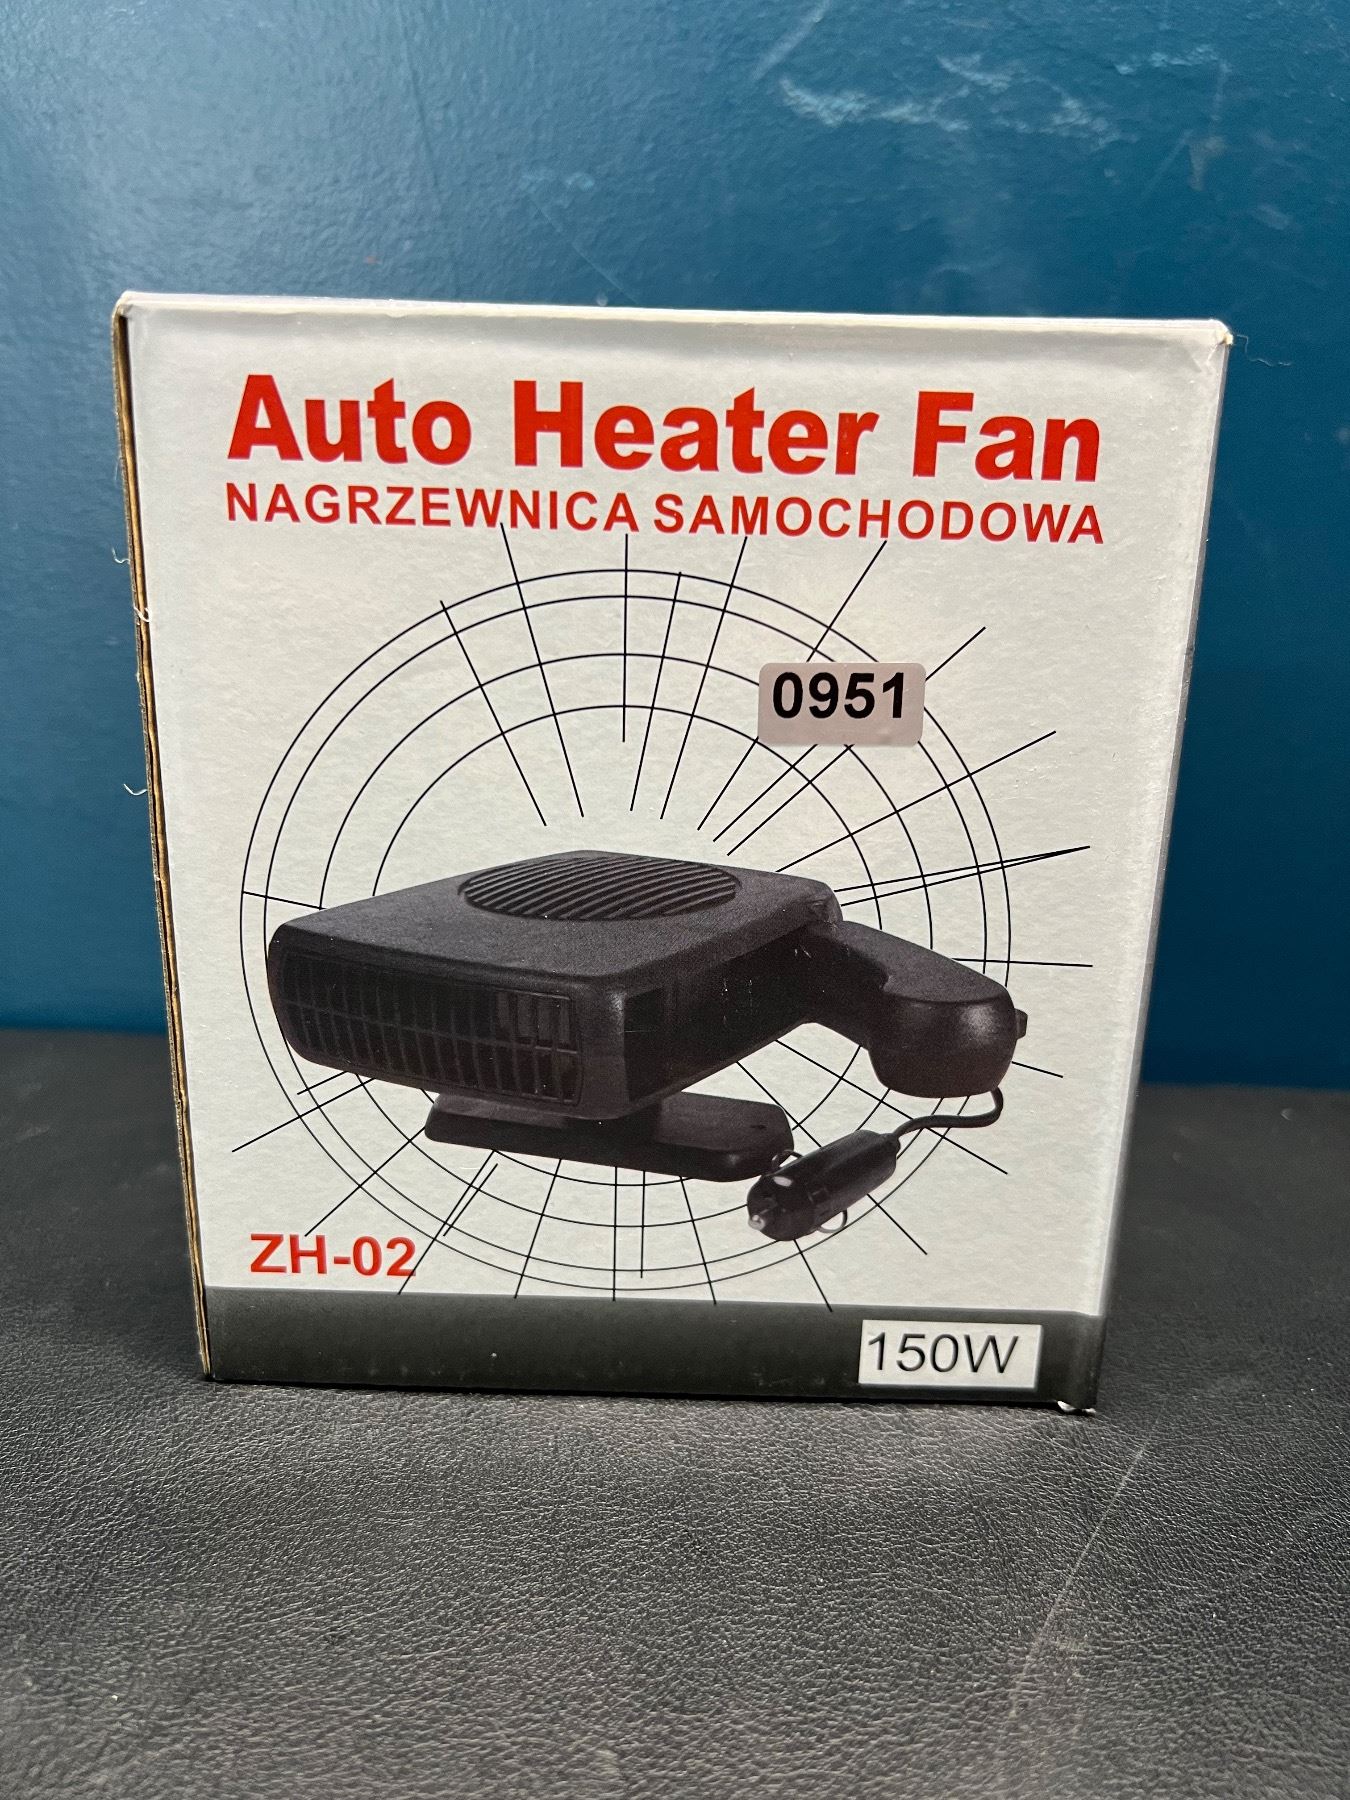 Auto Heater Fan
NAGRZEWNICA SAMOCHODOWA
0951
ZH-02
150W